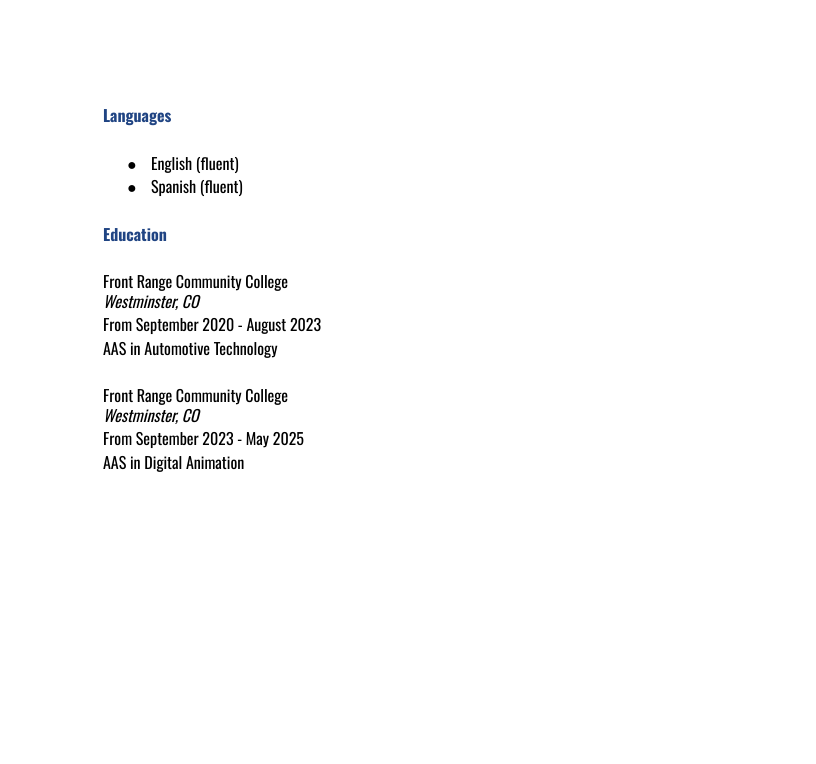 Languages
● English (fluent)
● Spanish (fluent)
Education
Front Range Community College
Westminster, CO
From September 2020 - August 2023
AAS in Automotive Technology
Front Range Community College
Westminster, CO
From September 2023 - May 2025
AAS in Digital Animation